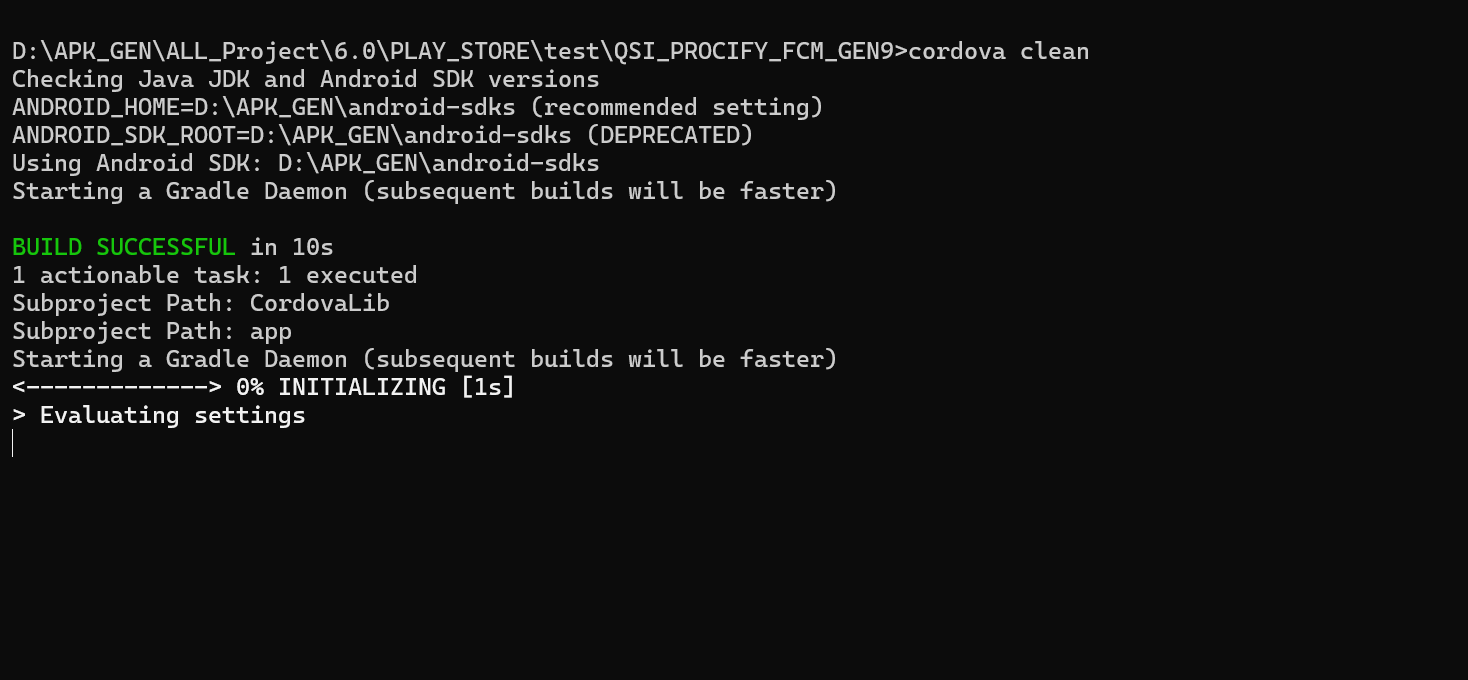 D:\APK_GEN\ALL_Project\6.0\PLAY_STORE\test\QSI_PROCIFY_FCM_GEN9>cordova clean
Checking Java JDK and Android SDK versions
ANDROID_HOME=D:\APK_GEN\android-sdks (recommended setting)
ANDROID_SDK_ROOT=D:\APK_GEN\android-sdks (DEPRECATED)
Using Android SDK: D:\APK_GEN\android-sdks
Starting a Gradle Daemon (subsequent builds will be faster)
BUILD SUCCESSFUL in 10s
1 actionable task: 1 executed
Subproject Path: CordovaLib
Subproject Path: app
Starting a Gradle Daemon (subsequent builds will be faster)
<-------------> 0% INITIALIZING [1s]
> Evaluating settings